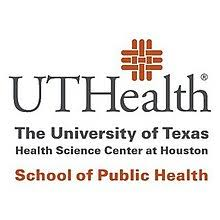 UTHealth®
The University of Texas
Health Science Center at Houston
School of Public Health